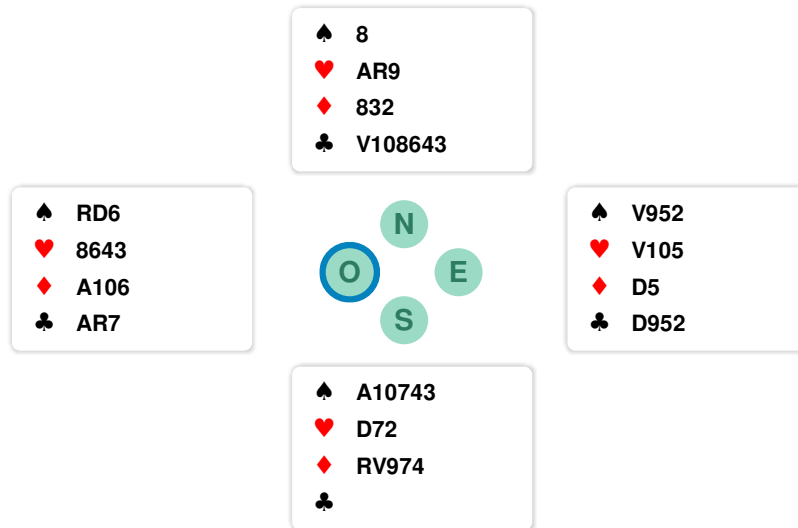 ♠ 8
♥ AR9
♦ 832
♣ V108643
♠ RD6
♥ 8643
♦ A106
♣ AR7
N
O E
S
♠ V952
♥ V105
♦ D5
♣ D952
♠ A10743
♥ D72
♦ RV974
♣